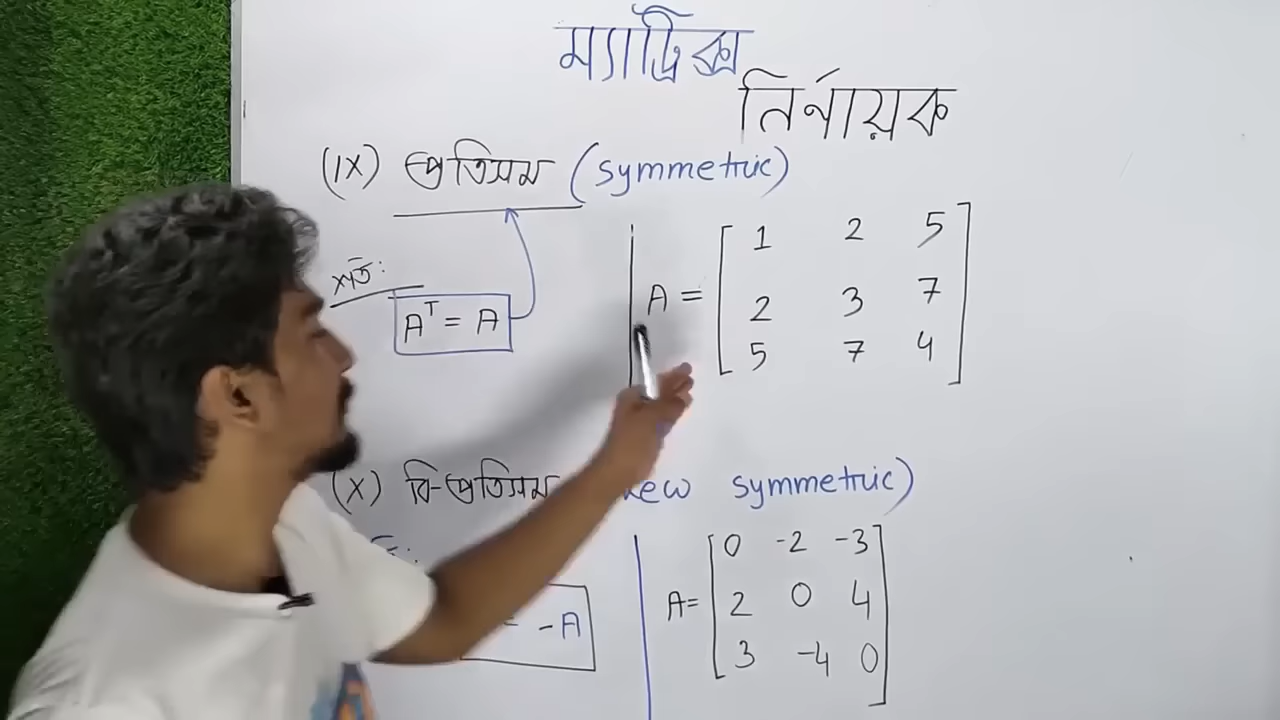 ম্যাট্রিক্স
নির্ণায়ক
(IX) প্রতিসম (symmetric)
শর্ত:
Aᵀ = A
A = [ 1 2 5
2 3 7
5 7 4 ]
(X) বি-প্রতিসম symmetric)
- A
A = [ 0 -2 -3
2 0 4
3 -4 0 ]